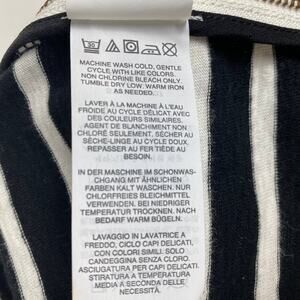 MACHINE WASH COLD, GENTLE
CYCLE WITH LIKE COLORS.
NON CHLORINE BLEACH ONLY.
TUMBLE DRY LOW. WARM IRON
AS NEEDED.
LAVER À LA MACHINE À L'EAU
FROIDE AU CYCLE DÉLICAT AVEC
DES COULEURS SIMILAIRES.
AGENT DE BLANCHIMENT NON
CHLORÉ SEULEMENT. SÉCHER AU
SÈCHE-LINGE AU CYCLE DOUX.
REPASSER AU FER TIÈDE AU
BESOIN.
IN DER MASCHINE IM SCHONWAS-
CHGANG MIT ÄHNLICHEN
FARBEN KALT WASCHEN. NUR
CHLORFREIES BLEICHMITTEL
VERWENDEN. BEI NIEDRIGER
TEMPERATUR TROCKNEN. NACH
BEDARF WARM BÜGELN.
LAVAGGIO IN LAVATRICE A
FREDDO, CICLO CAPI DELICATI,
CON COLORI SIMILI. SOLO
CANDEGGINA SENZA CLORO.
ASCIUGATURA PER CAPI DELICATI.
STIRATURA A TEMPERATURA
MEDIA A SECONDA DELLE
NECESSITÀ.